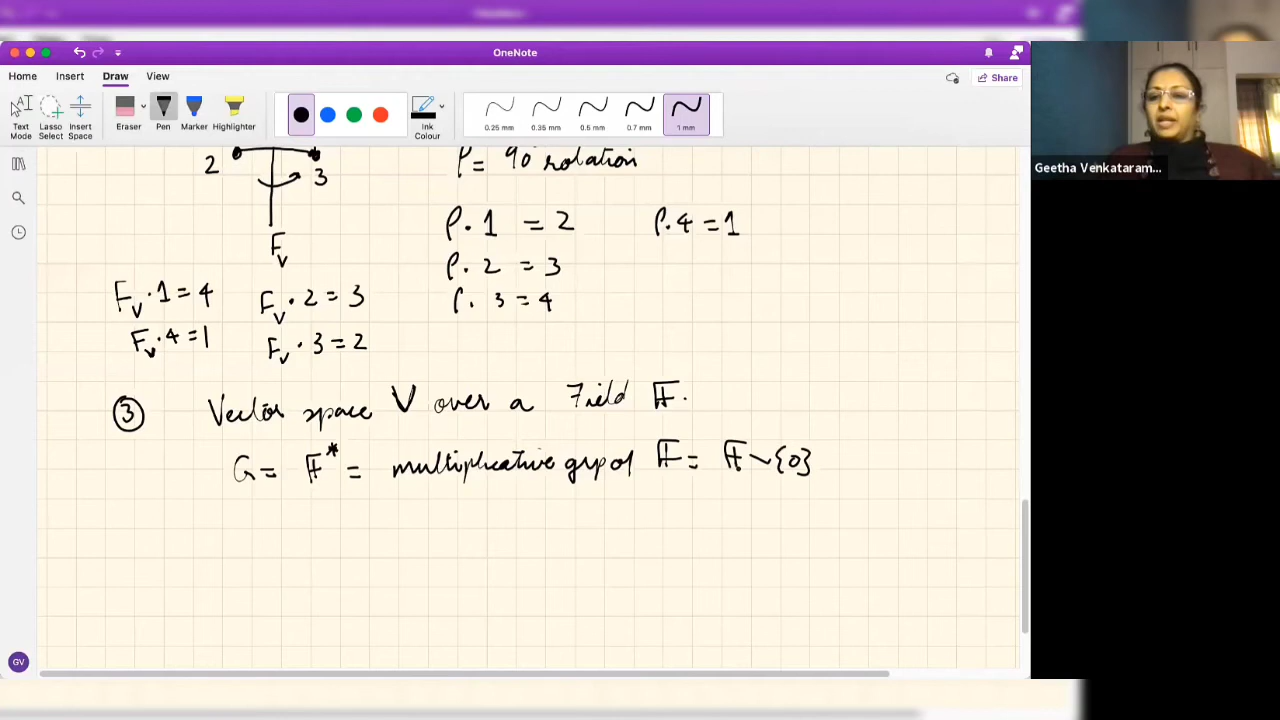 OneNote
Home Insert Draw View
Share
Text Mode
Lasso Select
Insert Space
Eraser
Pen
Marker
Highlighter
Ink Colour
0.25 mm
0.35 mm
0.5 mm
0.7 mm
1 mm
Geetha Venkataram...
2
3
F_V
ρ = 90° rotation
ρ·1 = 2 ρ·4 = 1
ρ·2 = 3
ρ·3 = 4
F_V·1 = 4 F_V·2 = 3
F_V·4 = 1 F_V·3 = 2
③ Vector space V over a Field 𝔽.
G = 𝔽* = multiplicative grp of 𝔽 = 𝔽∖{0}
GV